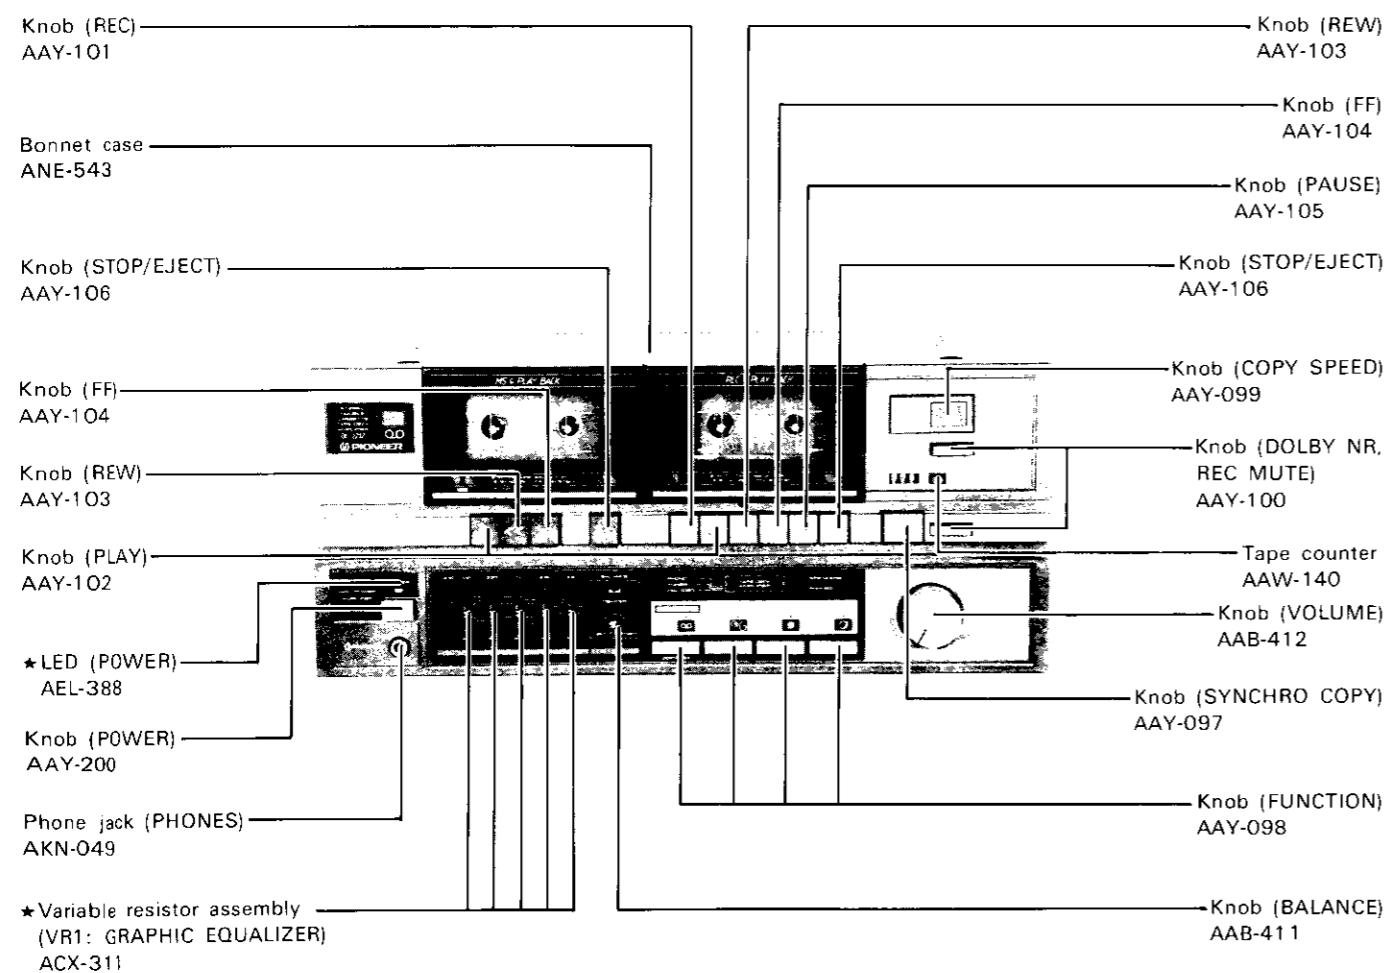 Knob (REC)
AAY-101
Bonnet case
ANE-543
Knob (STOP/EJECT)
AAY-106
Knob (FF)
AAY-104
Knob (REW)
AAY-103
Knob (PLAY)
AAY-102
★LED (POWER)
AEL-388
Knob (POWER)
AAY-200
Phone jack (PHONES)
AKN-049
★Variable resistor assembly
(VR1: GRAPHIC EQUALIZER)
ACX-311
MS & PLAY BACK
PLAY BACK
PIONEER
Knob (REW)
AAY-103
Knob (FF)
AAY-104
Knob (PAUSE)
AAY-105
Knob (STOP/EJECT)
AAY-106
Knob (COPY SPEED)
AAY-099
Knob (DOLBY NR,
REC MUTE)
AAY-100
Tape counter
AAW-140
Knob (VOLUME)
AAB-412
Knob (SYNCHRO COPY)
AAY-097
Knob (FUNCTION)
AAY-098
Knob (BALANCE)
AAB-411